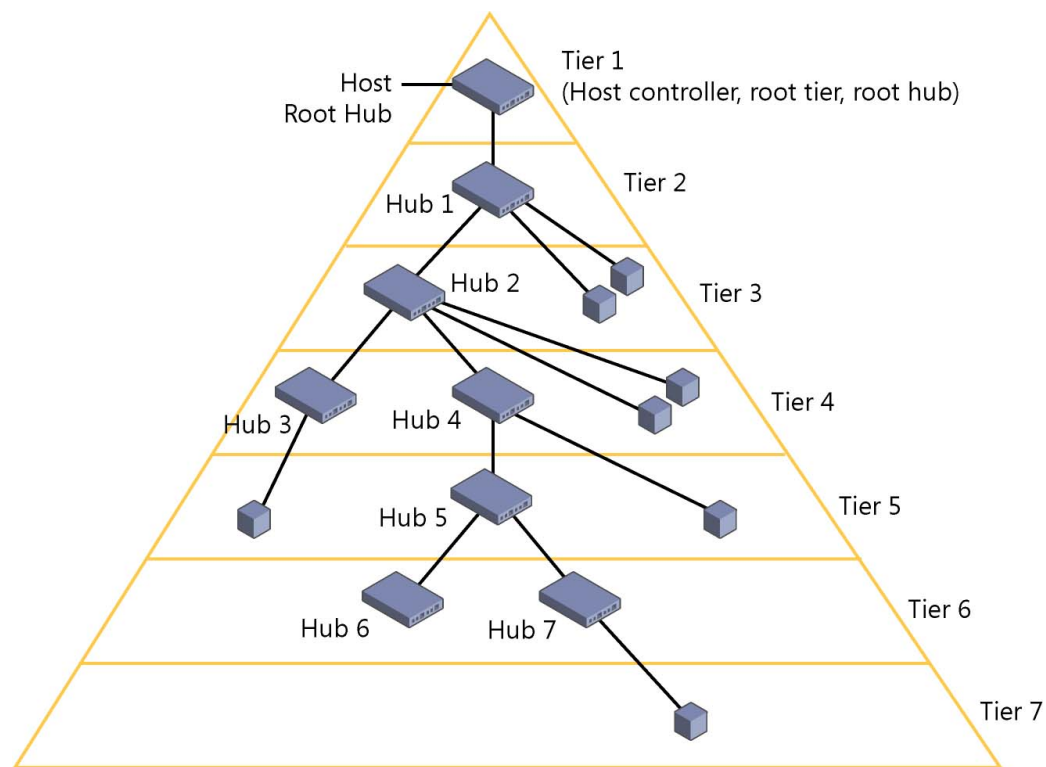 Tier 1
(Host controller, root tier, root hub)
Host
Root Hub
Tier 2
Hub 1
Hub 2
Tier 3
Hub 3
Hub 4
Tier 4
Hub 5
Tier 5
Hub 6
Hub 7
Tier 6
Tier 7